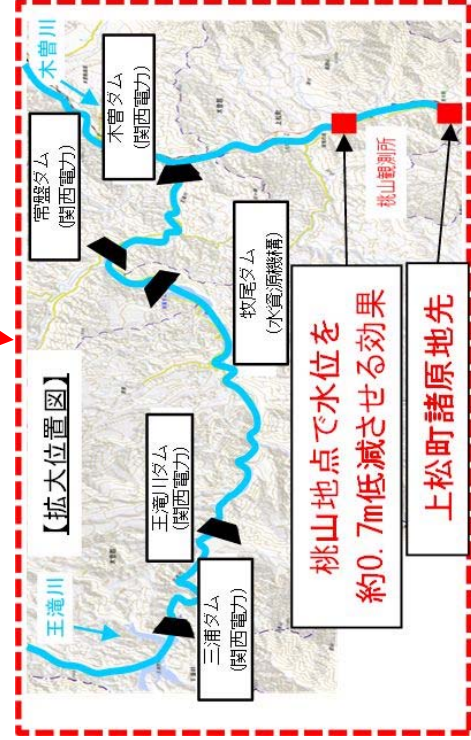 【拡大位置図】
王滝川
木曽川
常盤ダム
(関西電力)
木曽ダム
(関西電力)
王滝川ダム
(関西電力)
三浦ダム
(関西電力)
牧尾ダム
(水資源機構)
桃山観測所
桃山地点で水位を
約0.7m低減させる効果
上松町諸原地先